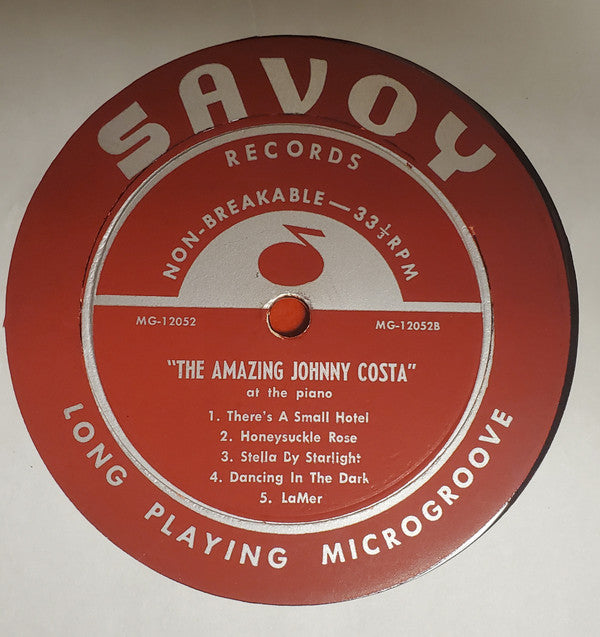 SAVOY
RECORDS
NON-BREAKABLE—33⅓RPM
MG-12052
MG-12052B
"THE AMAZING JOHNNY COSTA"
at the piano
1. There's A Small Hotel
2. Honeysuckle Rose
3. Stella By Starlight
4. Dancing In The Dark
5. LaMer
LONG PLAYING MICROGROOVE